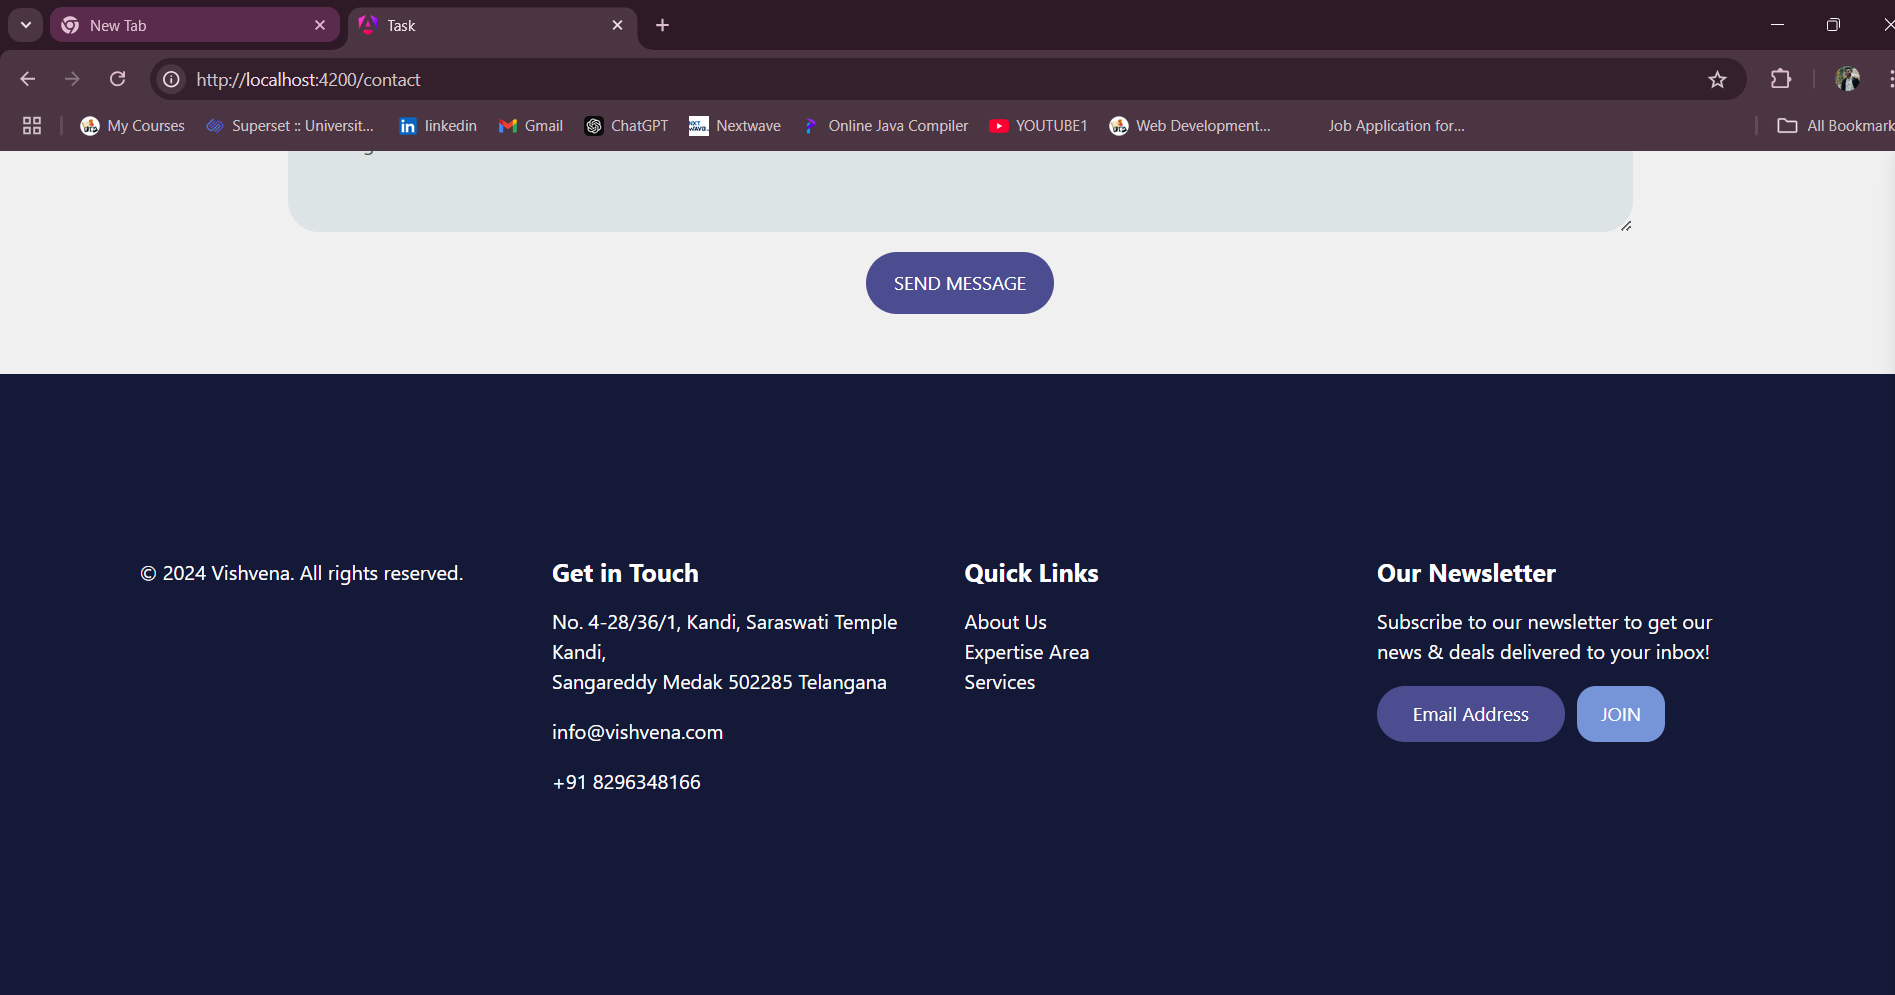 New Tab
Task
http://localhost:4200/contact
My Courses
Superset :: Universit...
linkedin
Gmail
ChatGPT
Nextwave
Online Java Compiler
YOUTUBE1
Web Development...
Job Application for...
All Bookmark
SEND MESSAGE
© 2024 Vishvena. All rights reserved.
Get in Touch
No. 4-28/36/1, Kandi, Saraswati Temple
Kandi,
Sangareddy Medak 502285 Telangana
info@vishvena.com
+91 8296348166
Quick Links
About Us
Expertise Area
Services
Our Newsletter
Subscribe to our newsletter to get our
news & deals delivered to your inbox!
Email Address
JOIN